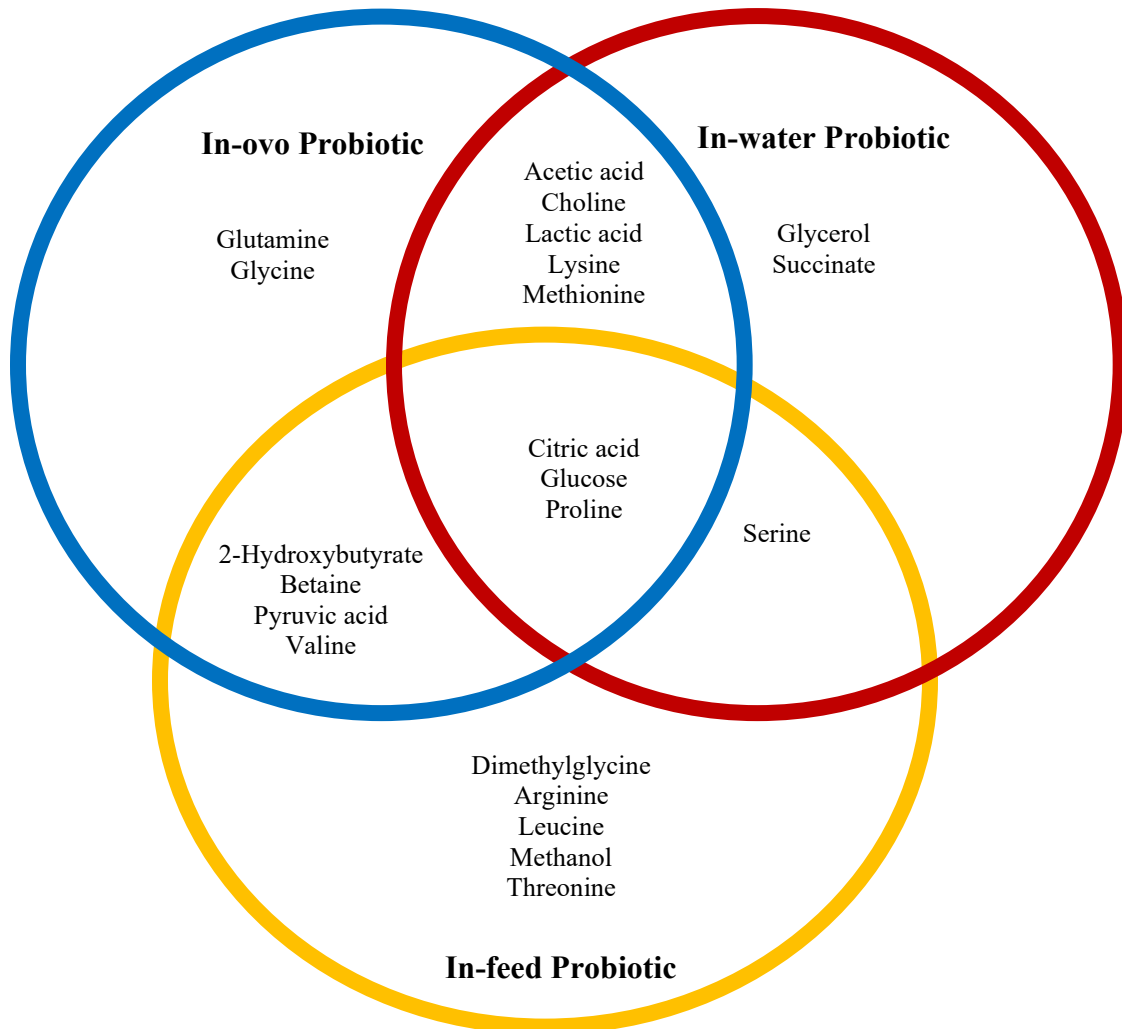 In-ovo Probiotic
In-water Probiotic
Acetic acid
Choline
Lactic acid
Lysine
Methionine
Glutamine
Glycine
Glycerol
Succinate
Citric acid
Glucose
Proline
Serine
2-Hydroxybutyrate
Betaine
Pyruvic acid
Valine
Dimethylglycine
Arginine
Leucine
Methanol
Threonine
In-feed Probiotic